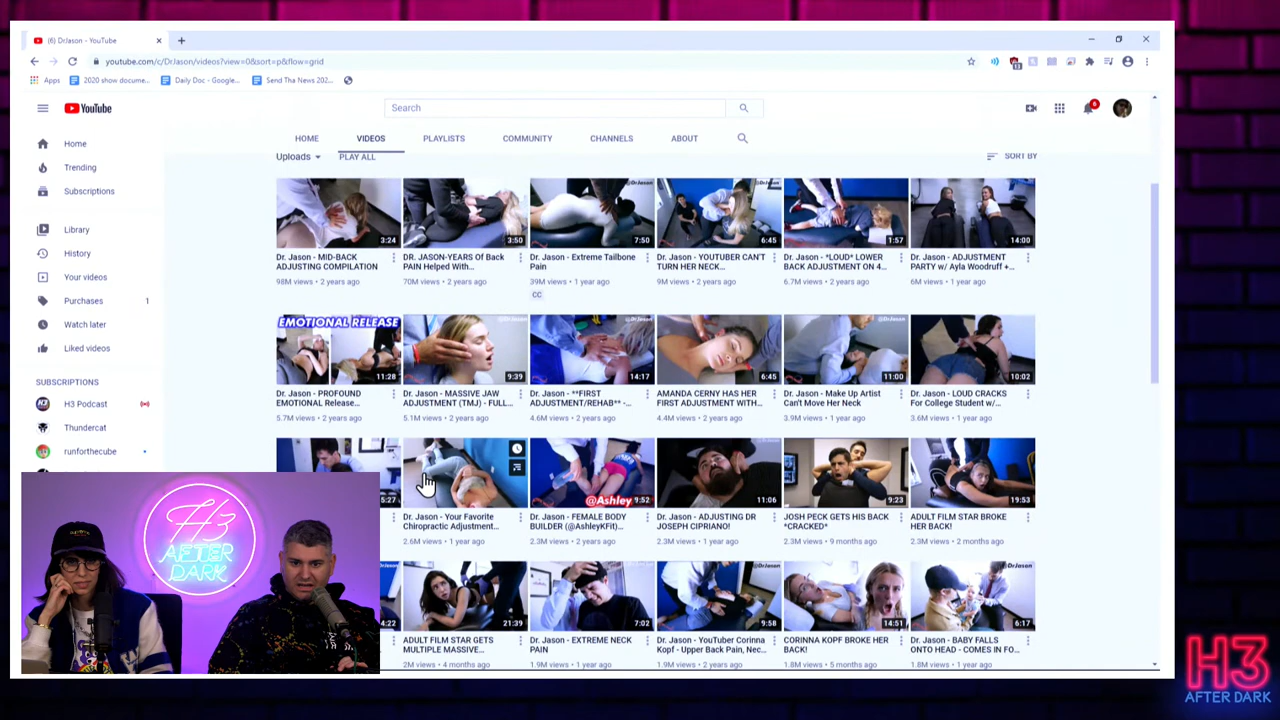 (6) DrJason - YouTube
youtube.com/c/DrJason/videos?view=0&sort=p&flow=grid
Apps 2020 show docume... Daily Doc - Google... Send Tha News 202...
YouTube
Search
6
HOME VIDEOS PLAYLISTS COMMUNITY CHANNELS ABOUT
Uploads PLAY ALL SORT BY
Home
Trending
Subscriptions
Library
History
Your videos
Purchases 1
Watch later
Liked videos
SUBSCRIPTIONS
H3 Podcast
Thundercat
runforthecube
3:24
Dr. Jason - MID-BACK
ADJUSTING COMPILATION
98M views • 2 years ago
3:50
DR. JASON-YEARS Of Back
PAIN Helped With...
70M views • 2 years ago
@DrJason
7:50
Dr. Jason - Extreme Tailbone
Pain
39M views • 1 year ago
CC
@DrJason
6:45
Dr. Jason - YOUTUBER CAN'T
TURN HER NECK...
9M views • 2 years ago
@DrJason
1:57
Dr. Jason - *LOUD* LOWER
BACK ADJUSTMENT ON 4...
6.7M views • 2 years ago
14:00
Dr. Jason - ADJUSTMENT
PARTY w/ Ayla Woodruff +...
6M views • 1 year ago
EMOTIONAL RELEASE
11:28
Dr. Jason - PROFOUND
EMOTIONAL Release...
5.7M views • 2 years ago
9:39
Dr. Jason - MASSIVE JAW
ADJUSTMENT (TMJ) - FULL...
5.1M views • 2 years ago
@DrJason
14:17
Dr. Jason - **FIRST
ADJUSTMENT/REHAB** -...
4.6M views • 2 years ago
6:45
AMANDA CERNY HAS HER
FIRST ADJUSTMENT WITH...
4.4M views • 2 years ago
@DrJason
11:00
Dr. Jason - Make Up Artist
Can't Move Her Neck
3.9M views • 1 year ago
10:02
Dr. Jason - LOUD CRACKS
For College Student w/...
3.6M views • 1 year ago
5:27
Dr. Jason - Your Favorite
Chiropractic Adjustment...
2.6M views • 1 year ago
@Ashley
9:52
Dr. Jason - FEMALE BODY
BUILDER (@AshleyKFit)...
2.3M views • 2 years ago
11:06
Dr. Jason - ADJUSTING DR
JOSEPH CIPRIANO!
2.3M views • 1 year ago
9:23
JOSH PECK GETS HIS BACK
*CRACKED*
2.3M views • 9 months ago
19:53
ADULT FILM STAR BROKE
HER BACK!
2.3M views • 2 months ago
14:22
21:39
ADULT FILM STAR GETS
MULTIPLE MASSIVE...
2M views • 4 months ago
7:02
Dr. Jason - EXTREME NECK
PAIN
1.9M views • 1 year ago
@DrJason
9:58
Dr. Jason - YouTuber Corinna
Kopf - Upper Back Pain, Nec...
1.9M views • 2 years ago
14:51
CORINNA KOPF BROKE HER
BACK!
1.8M views • 5 months ago
@DrJason
6:17
Dr. Jason - BABY FALLS
ONTO HEAD - COMES IN FO...
1.8M views • 1 year ago
H3
AFTER
DARK
H3
AFTER DARK